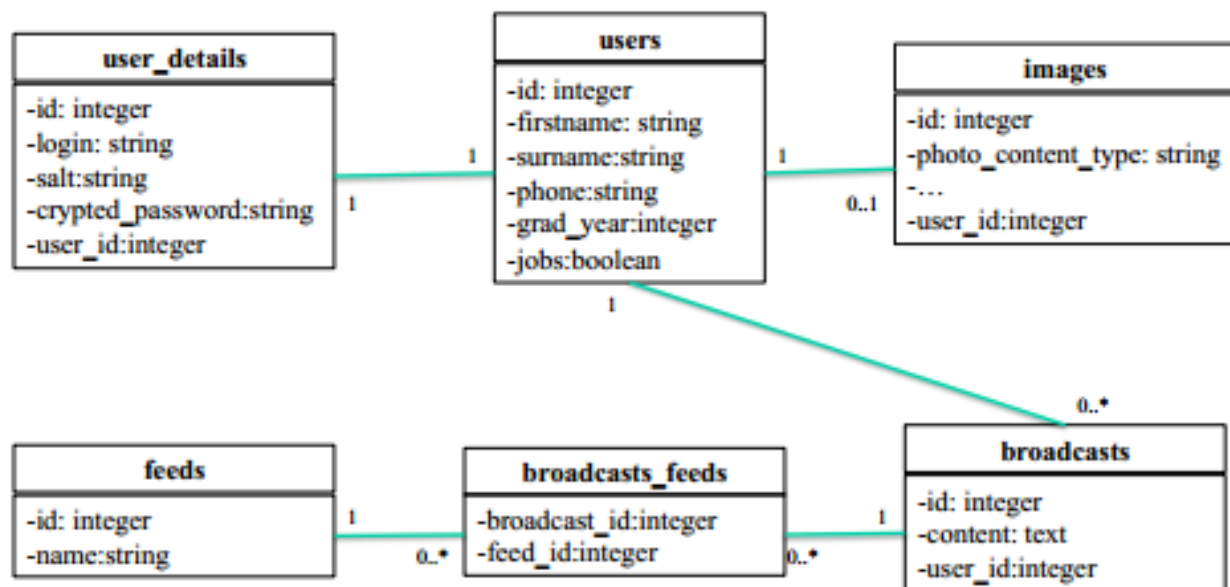 user_details
-id: integer
-login: string
-salt:string
-crypted_password:string
-user_id:integer
1
1
users
-id: integer
-firstname: string
-surname:string
-phone:string
-grad_year:integer
-jobs:boolean
1
0..1
images
-id: integer
-photo_content_type: string
-...
-user_id:integer
1
0..*
feeds
-id: integer
-name:string
1
0..*
broadcasts_feeds
-broadcast_id:integer
-feed_id:integer
0..*
1
broadcasts
-id: integer
-content: text
-user_id:integer